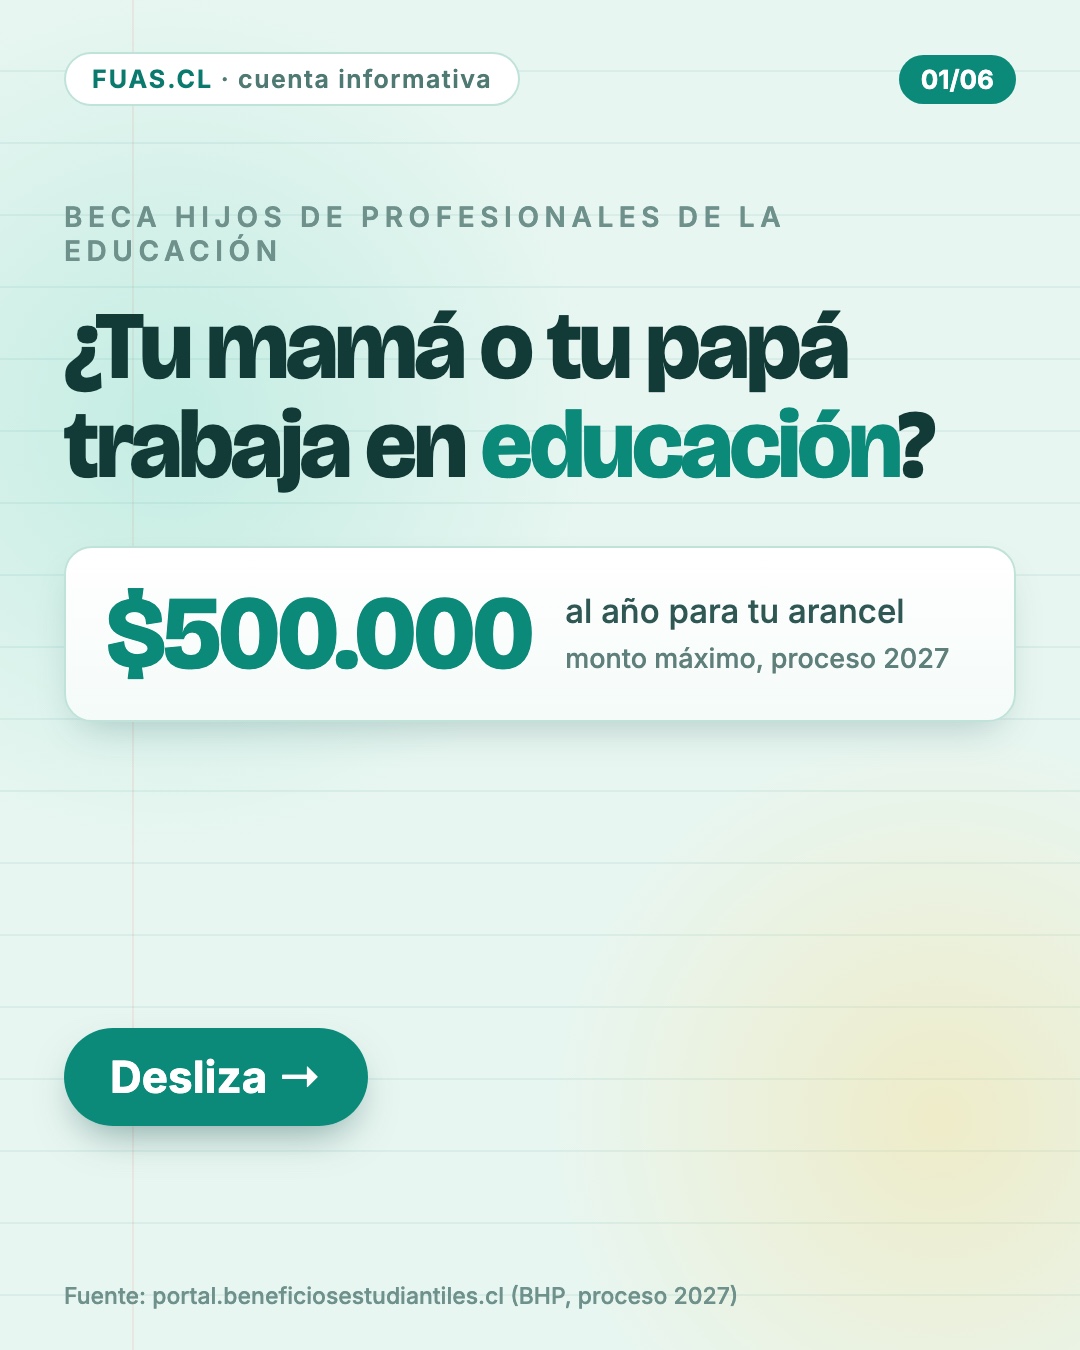 FUAS.CL · cuenta informativa
01/06
BECA HIJOS DE PROFESIONALES DE LA
EDUCACIÓN
¿Tu mamá o tu papá
trabaja en educación?
$500.000
al año para tu arancel
monto máximo, proceso 2027
Desliza →
Fuente: portal.beneficiosestudiantiles.cl (BHP, proceso 2027)